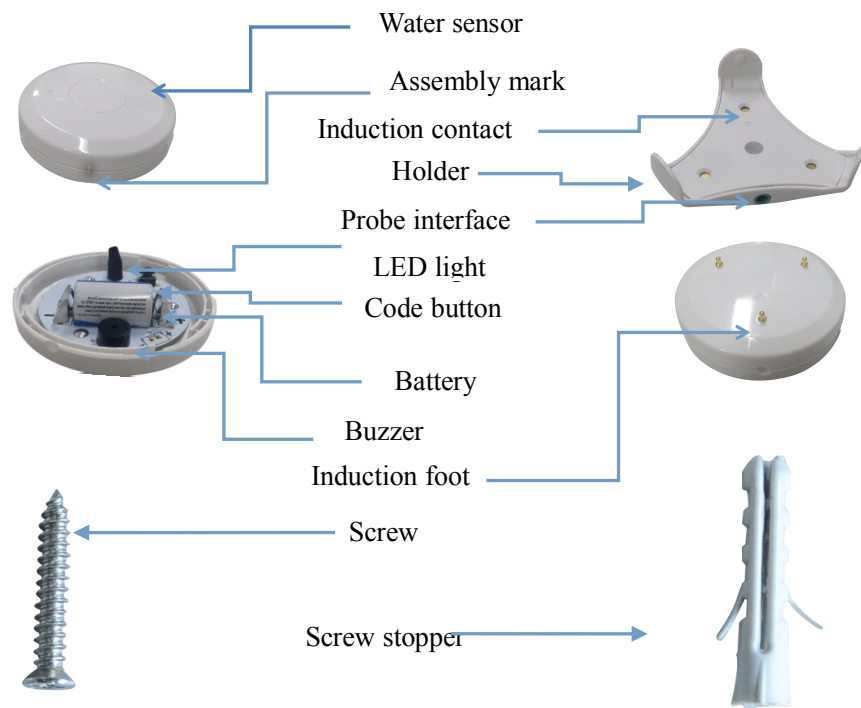 Water sensor
Assembly mark
Induction contact
Holder
Probe interface
LED light
Code button
Battery
Buzzer
Induction foot
Screw
Screw stopper